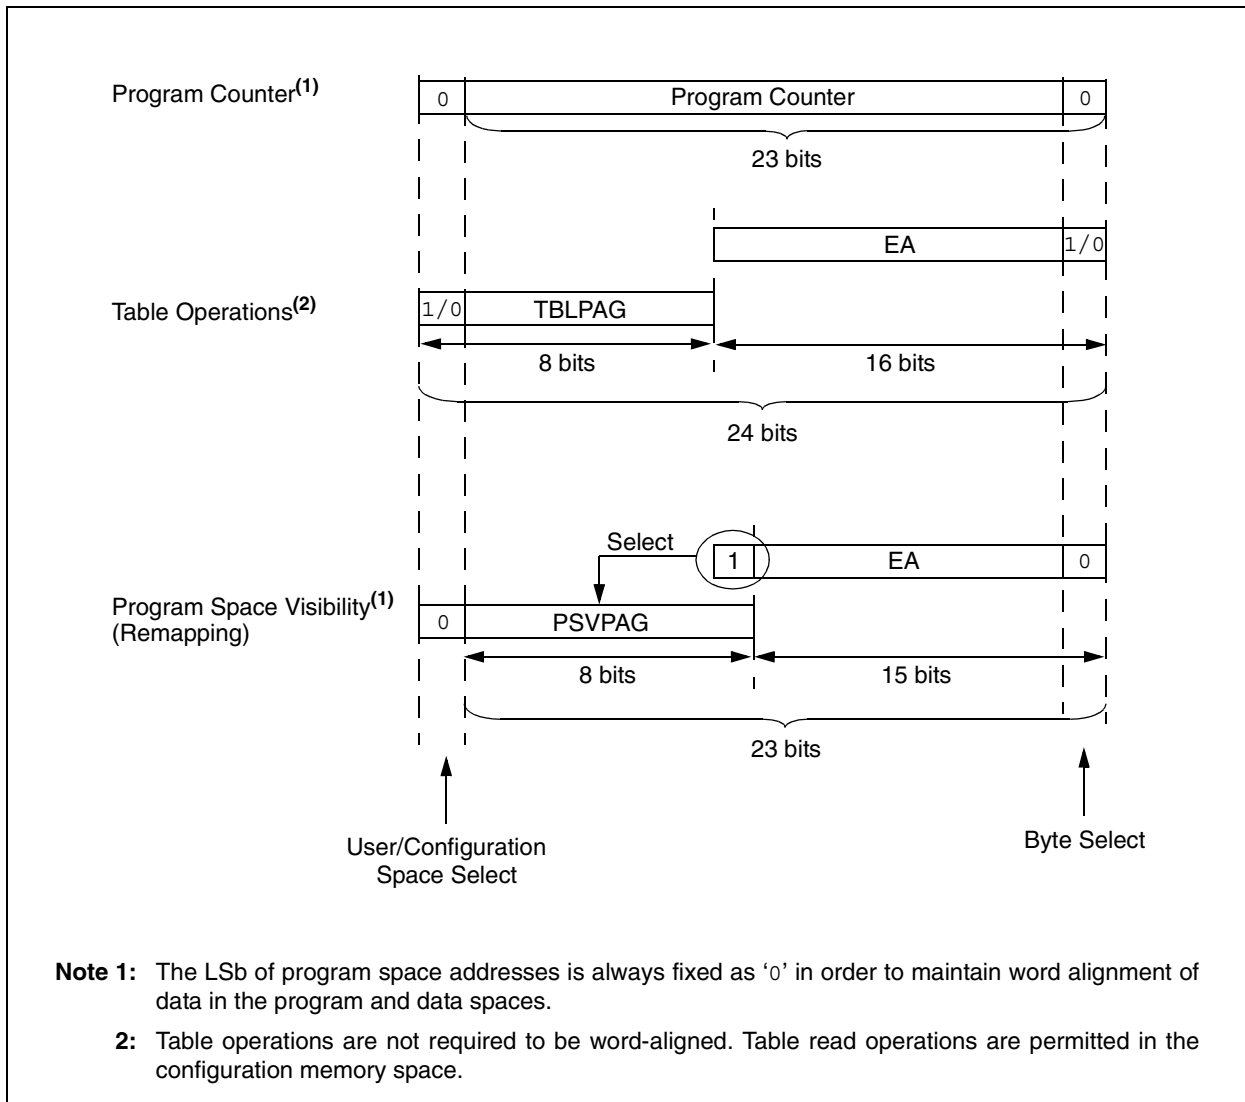 Program Counter(1)
0
Program Counter
0
23 bits
EA
1/0
Table Operations(2)
1/0
TBLPAG
8 bits
16 bits
24 bits
Select
1
EA
0
Program Space Visibility(1)
(Remapping)
0
PSVPAG
8 bits
15 bits
23 bits
User/Configuration
Space Select
Byte Select
Note 1: The LSb of program space addresses is always fixed as ‘0’ in order to maintain word alignment of
data in the program and data spaces.
2: Table operations are not required to be word-aligned. Table read operations are permitted in the
configuration memory space.